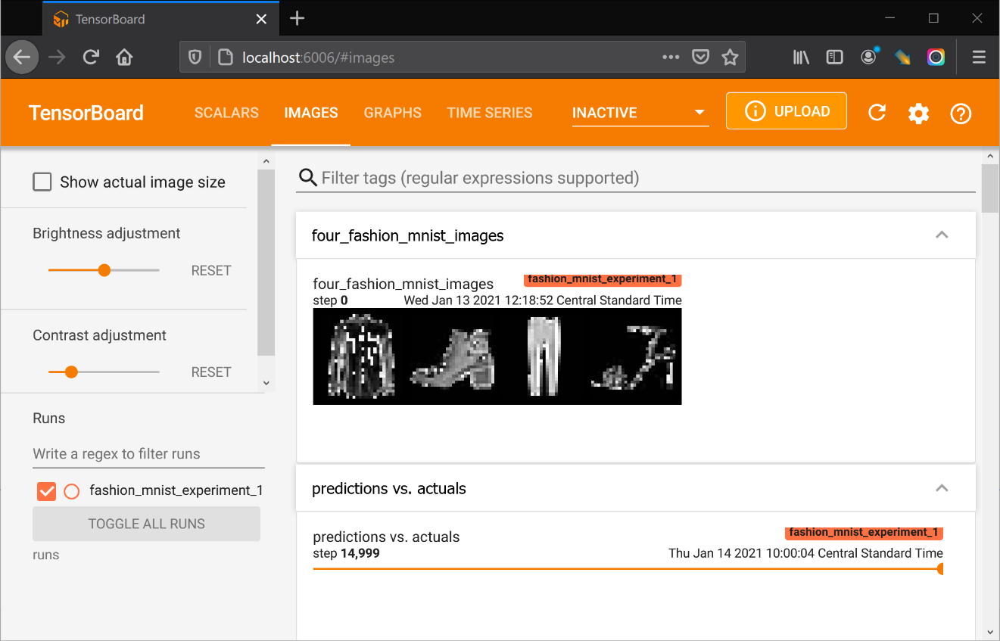 TensorBoard
localhost:6006/#images
TensorBoard SCALARS IMAGES GRAPHS TIME SERIES INACTIVE UPLOAD
Show actual image size
Brightness adjustment
RESET
Contrast adjustment
RESET
Runs
Write a regex to filter runs
fashion_mnist_experiment_1
TOGGLE ALL RUNS
runs
Filter tags (regular expressions supported)
four_fashion_mnist_images
four_fashion_mnist_images fashion_mnist_experiment_1
step 0 Wed Jan 13 2021 12:18:52 Central Standard Time
predictions vs. actuals
predictions vs. actuals fashion_mnist_experiment_1
step 14,999 Thu Jan 14 2021 10:00:04 Central Standard Time